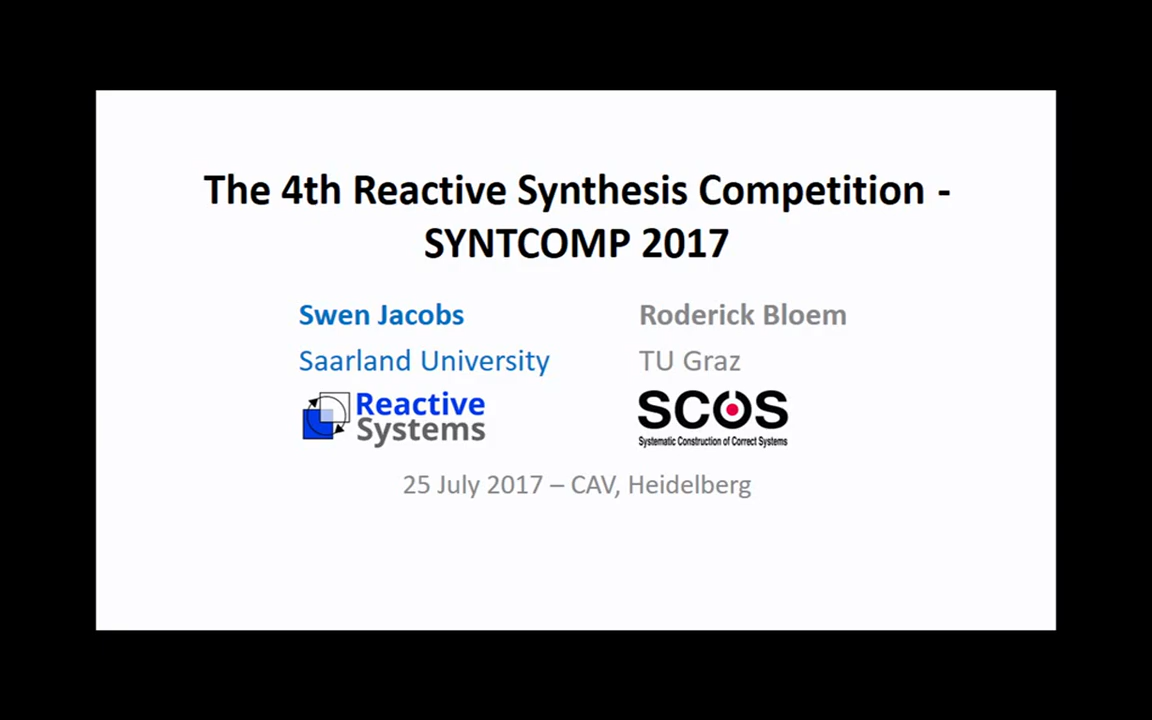 The 4th Reactive Synthesis Competition -
SYNTCOMP 2017
Swen Jacobs
Roderick Bloem
Saarland University
TU Graz
Reactive
Systems
SCOS
Systematic Construction of Correct Systems
25 July 2017 – CAV, Heidelberg